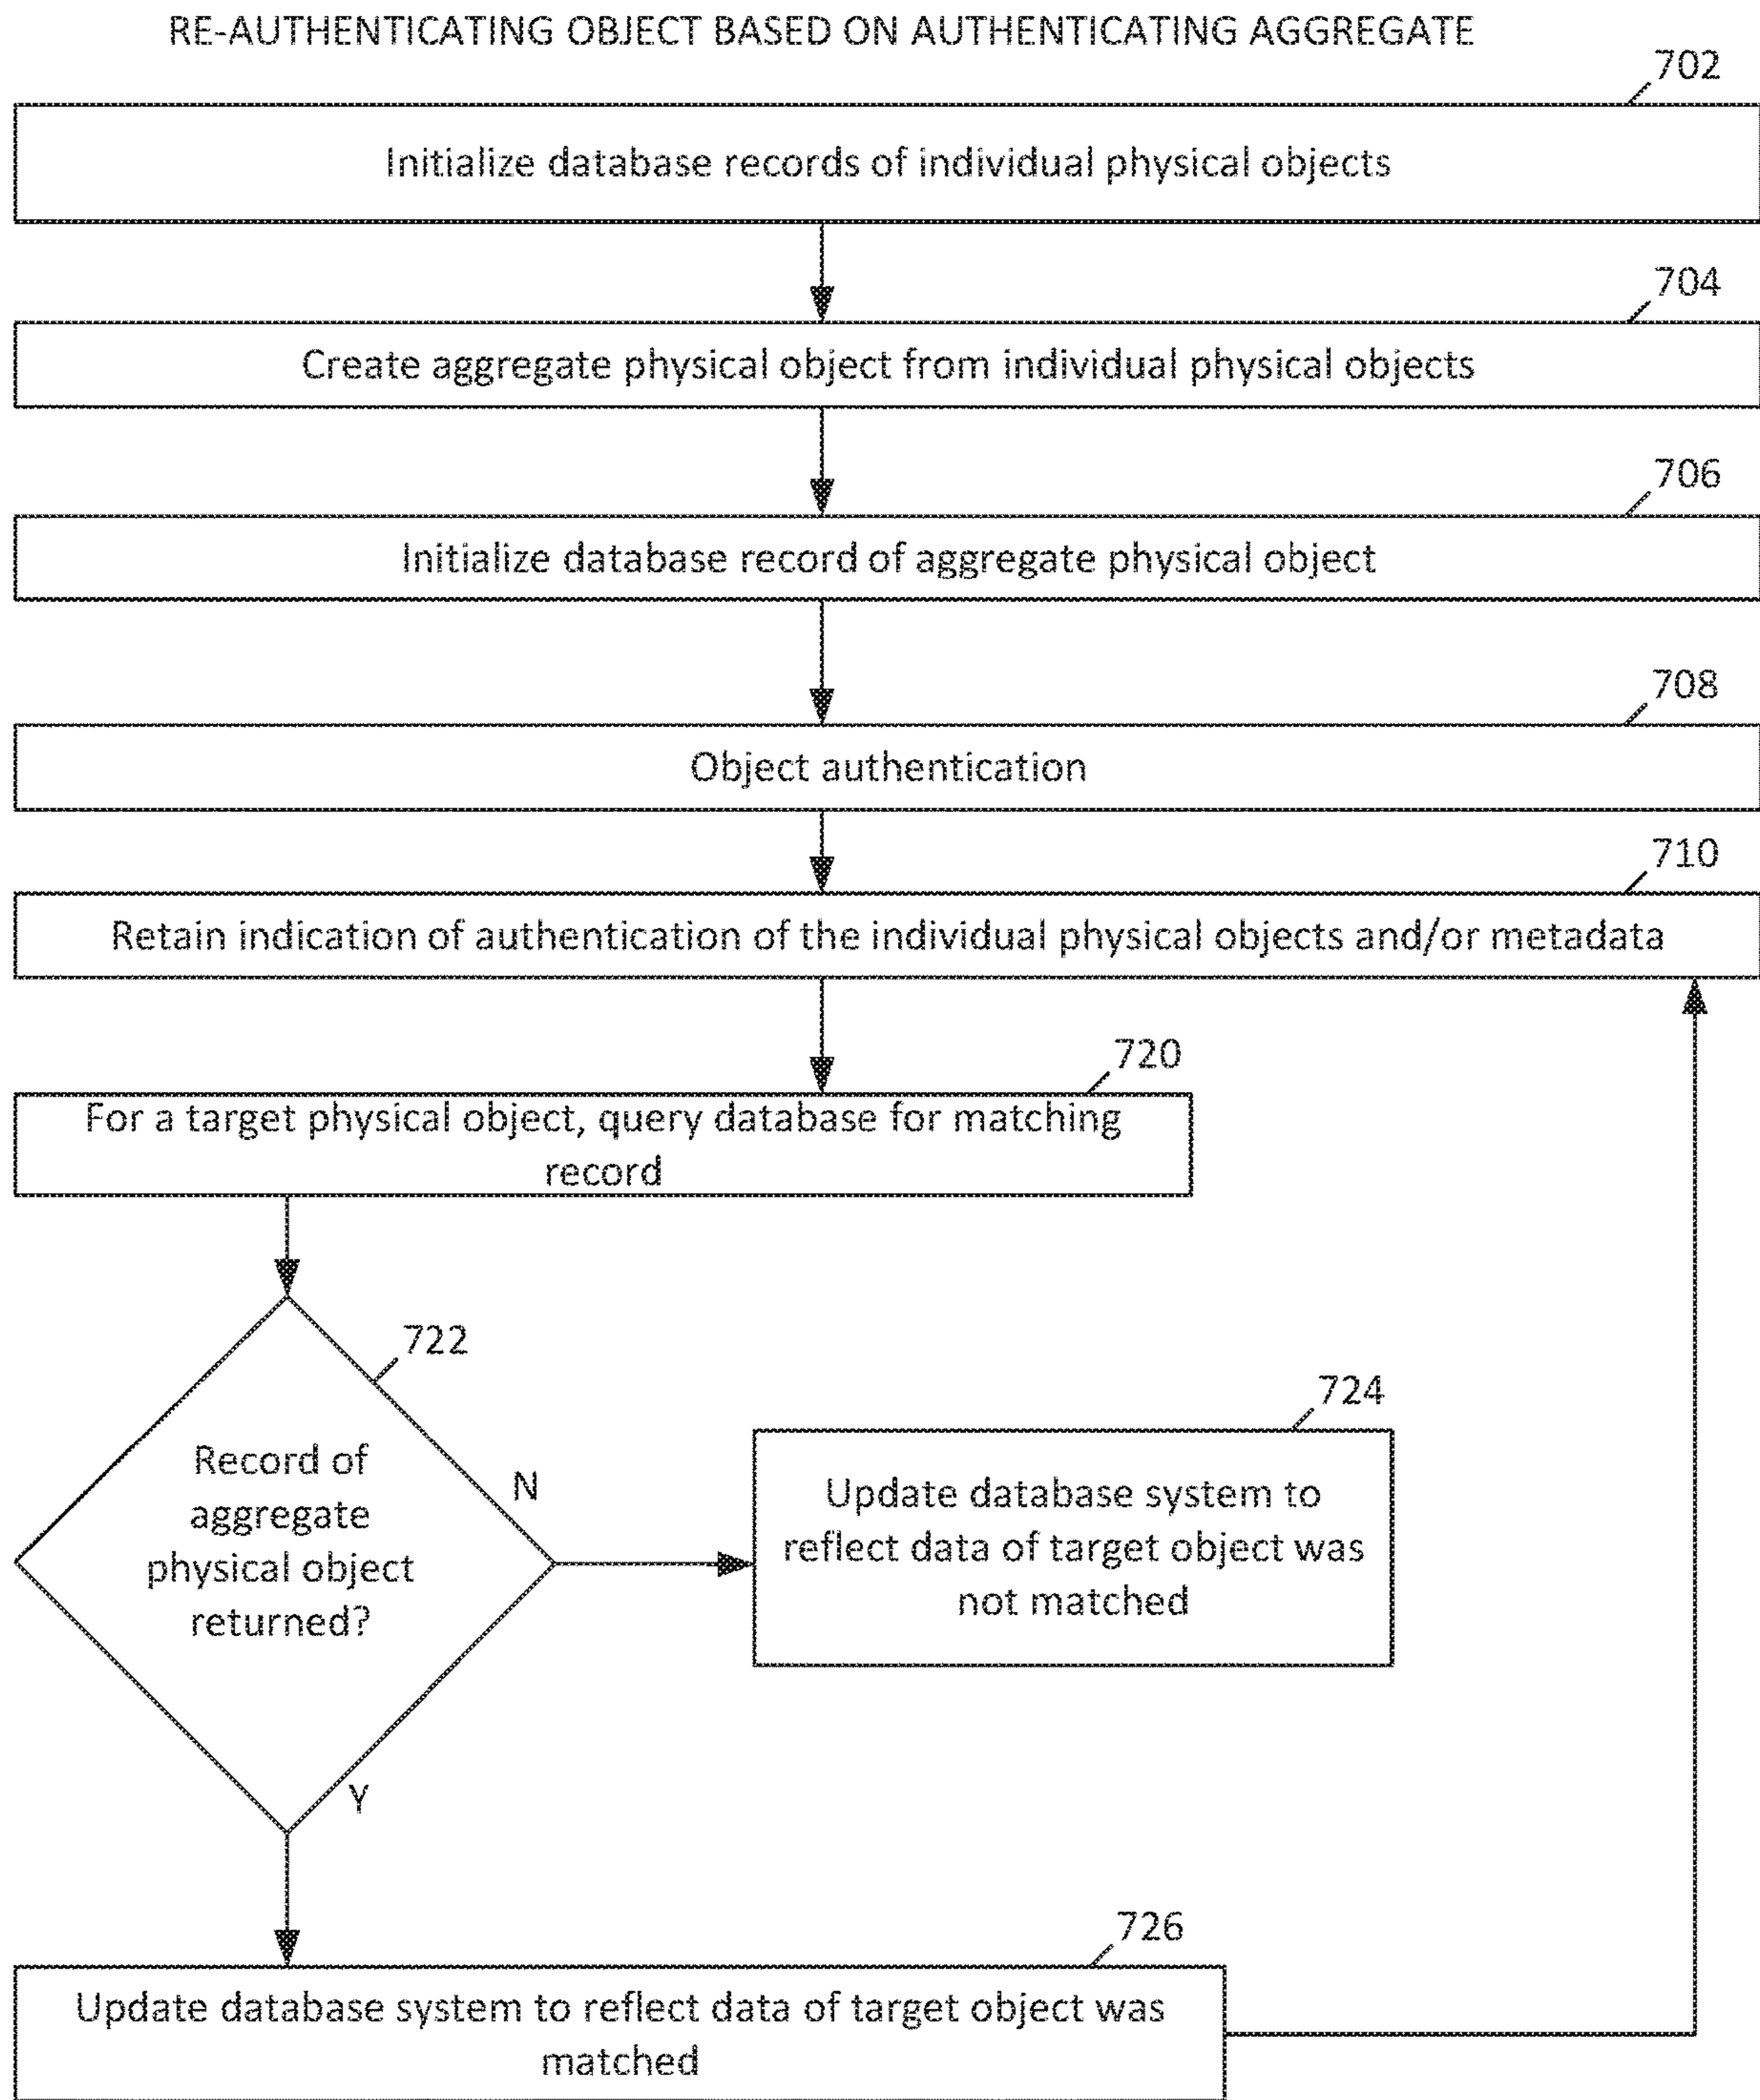 RE-AUTHENTICATING OBJECT BASED ON AUTHENTICATING AGGREGATE
702
Initialize database records of individual physical objects
704
Create aggregate physical object from individual physical objects
706
Initialize database record of aggregate physical object
708
Object authentication
710
Retain indication of authentication of the individual physical objects and/or metadata
720
For a target physical object, query database for matching
record
722
Record of
aggregate
physical object
returned?
N
724
Update database system to
reflect data of target object was
not matched
Y
726
Update database system to reflect data of target object was
matched